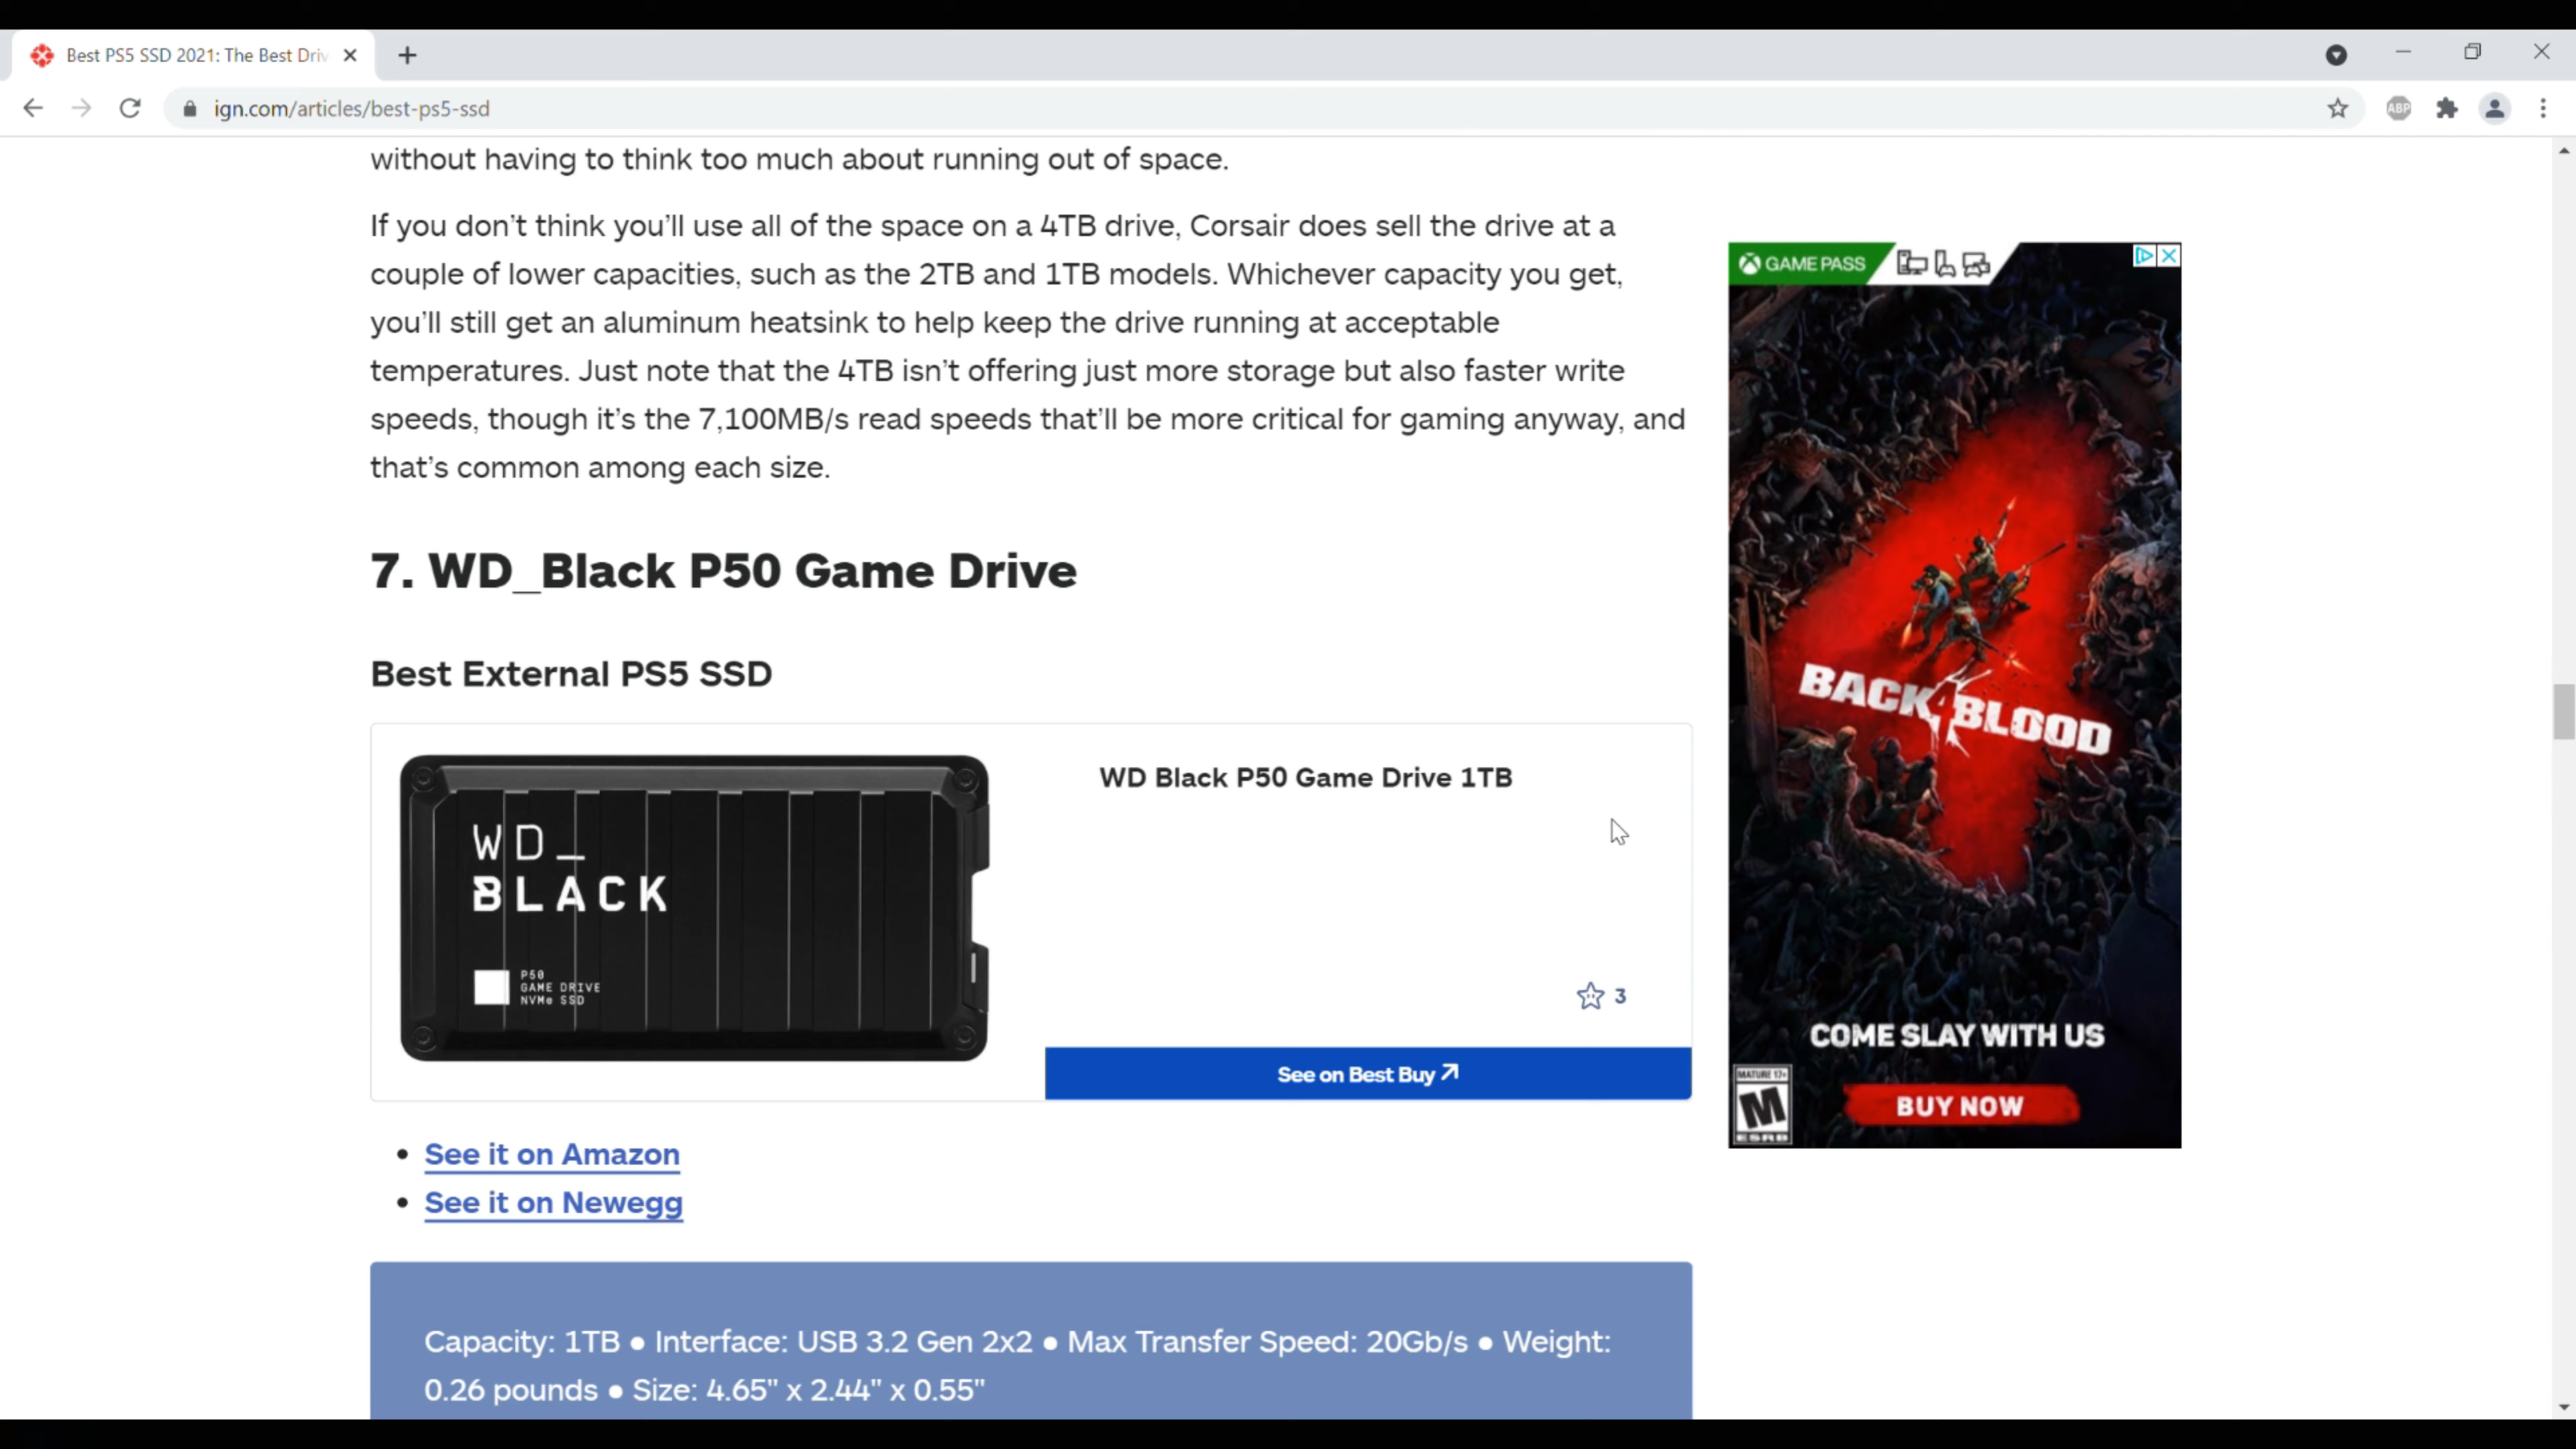 Best PS5 SSD 2021: The Best Driv
ign.com/articles/best-ps5-ssd
ABP
without having to think too much about running out of space.
If you don’t think you’ll use all of the space on a 4TB drive, Corsair does sell the drive at a
couple of lower capacities, such as the 2TB and 1TB models. Whichever capacity you get,
you’ll still get an aluminum heatsink to help keep the drive running at acceptable
temperatures. Just note that the 4TB isn’t offering just more storage but also faster write
speeds, though it’s the 7,100MB/s read speeds that’ll be more critical for gaming anyway, and
that’s common among each size.
7. WD_Black P50 Game Drive
Best External PS5 SSD
WD_
BLACK
P50
GAME DRIVE
NVMe SSD
WD Black P50 Game Drive 1TB
3
See on Best Buy
See it on Amazon
See it on Newegg
Capacity: 1TB ● Interface: USB 3.2 Gen 2x2 ● Max Transfer Speed: 20Gb/s ● Weight:
0.26 pounds ● Size: 4.65" x 2.44" x 0.55"
GAME PASS
BACK 4 BLOOD
COME SLAY WITH US
MATURE 17+
M
ESRB
BUY NOW